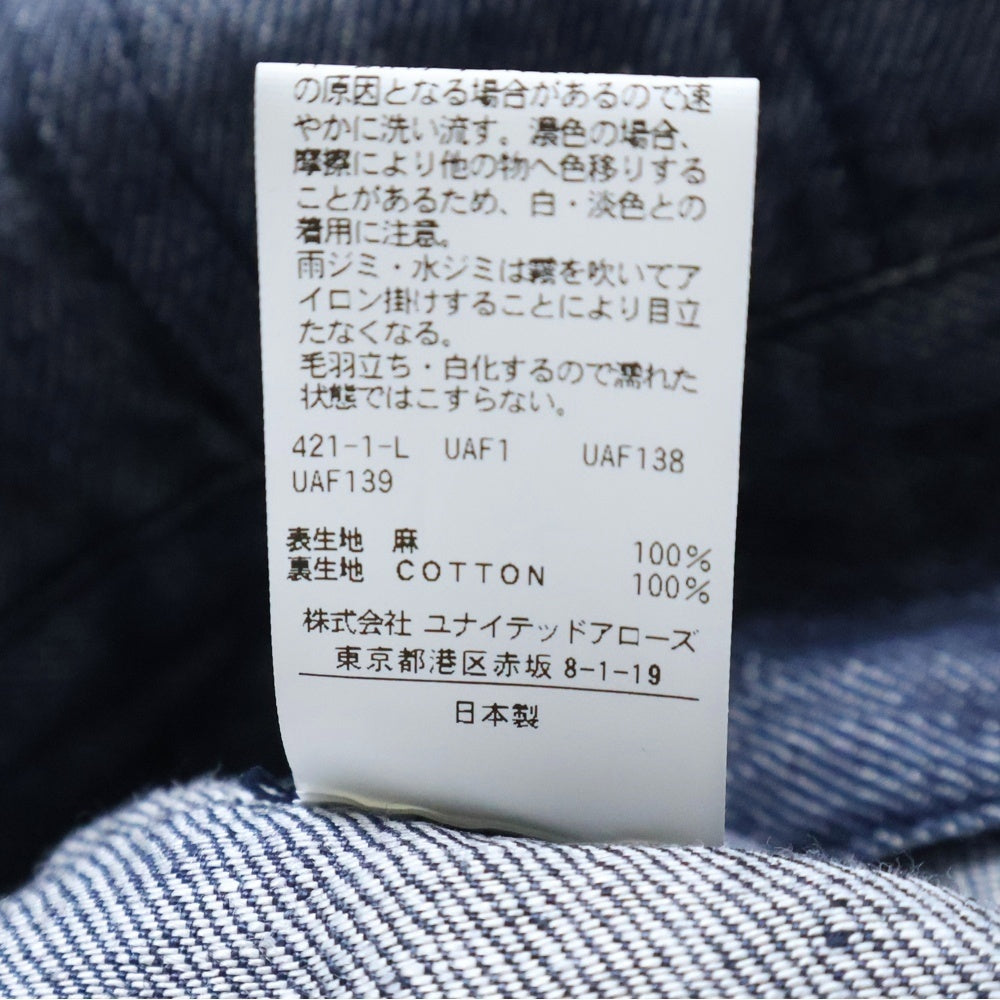 の原因となる場合があるので速
やかに洗い流す。濃色の場合、
摩擦により他の物へ色移りする
ことがあるため、白・淡色との
着用に注意。
雨ジミ・水ジミは霧を吹いてア
イロン掛けすることにより目立
たなくなる。
毛羽立ち・白化するので濡れた
状態ではこすらない。
421-1-L UAF1 UAF138
UAF139
表生地 麻 100%
裏生地 COTTON 100%
株式会社 ユナイテッドアローズ
東京都港区赤坂 8-1-19
日本製